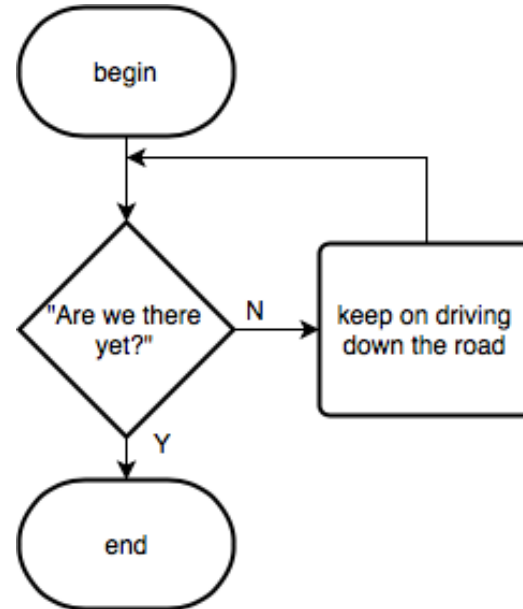 begin
"Are we there
yet?"
N
keep on driving
down the road
Y
end